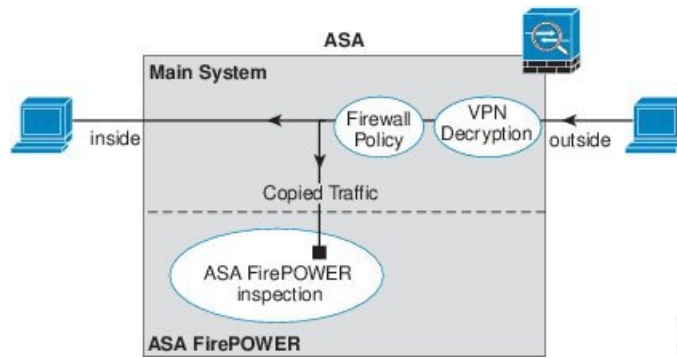 ASA
Main System
Firewall
Policy
VPN
Decryption
inside
outside
Copied Traffic
ASA FirePOWER
inspection
ASA FirePOWER